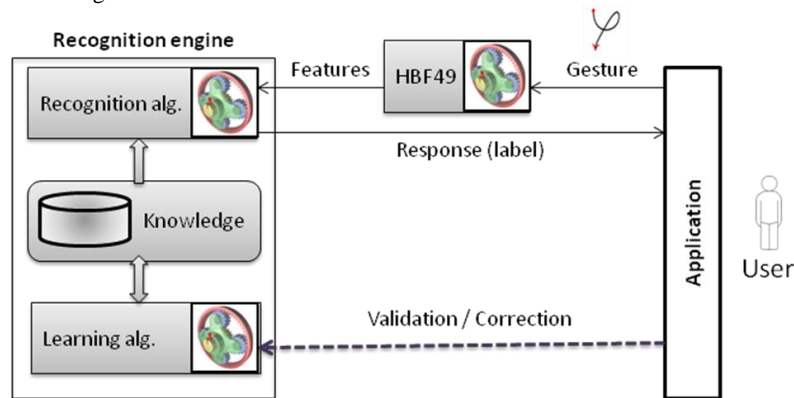 Recognition engine
Recognition alg.
Features
HBF49
Gesture
Response (label)
Knowledge
Application
User
Learning alg.
Validation / Correction